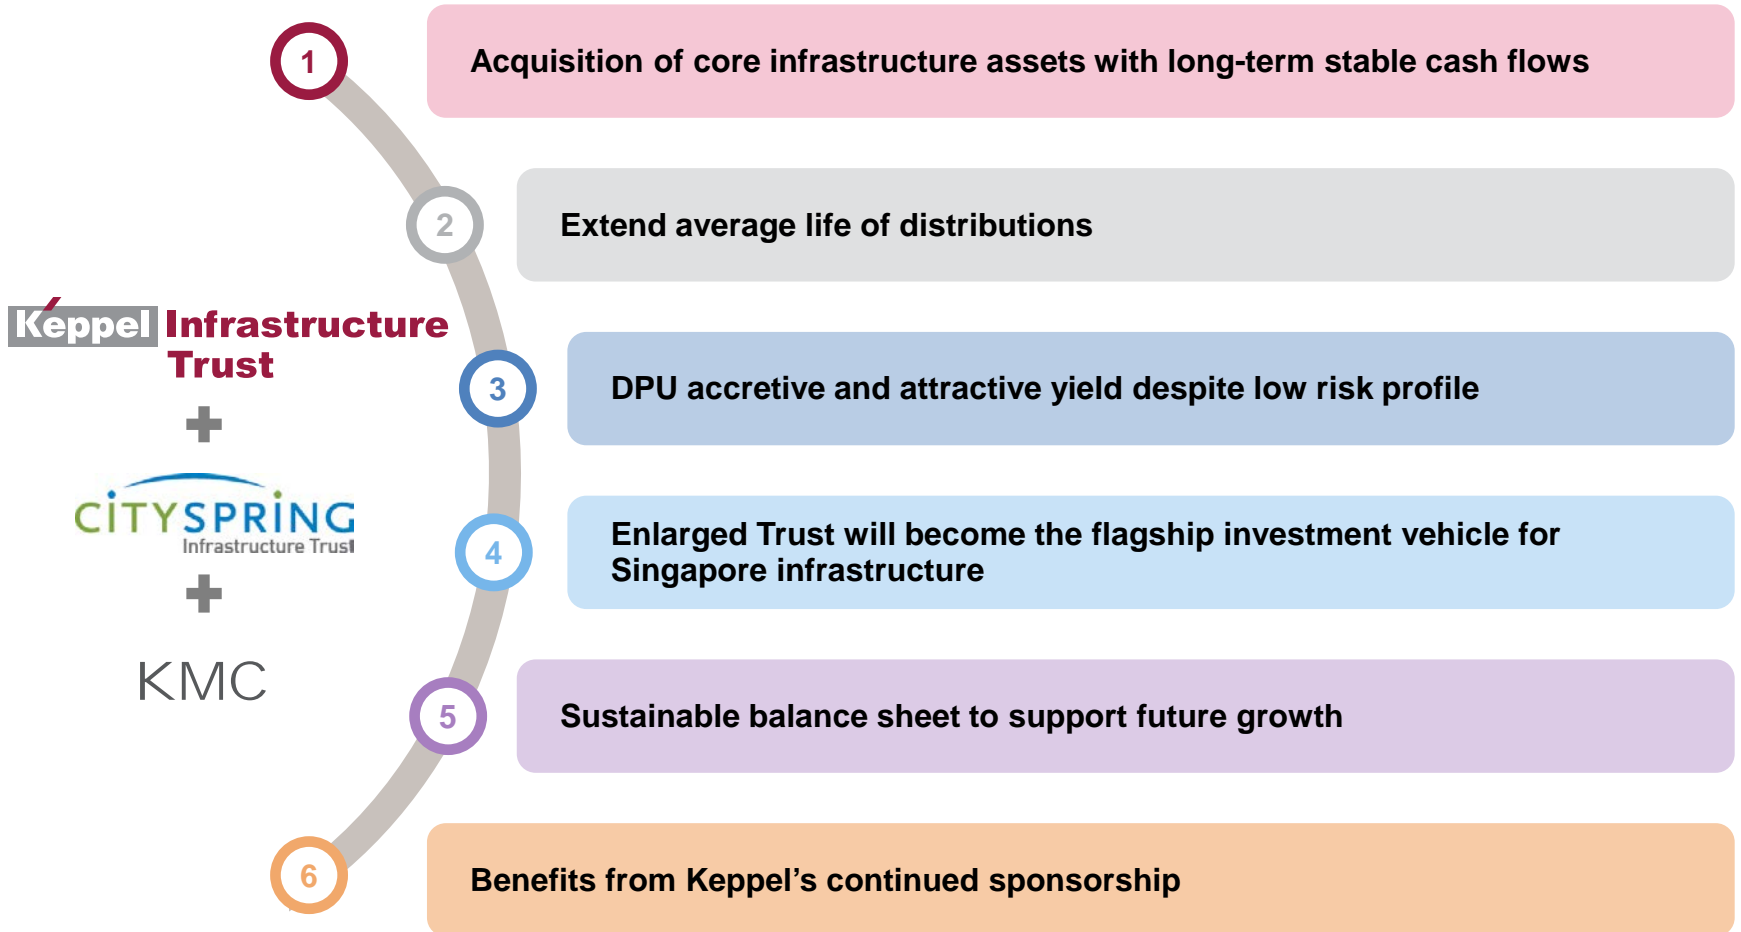 1
Acquisition of core infrastructure assets with long-term stable cash flows
2
Extend average life of distributions
Keppel Infrastructure
Trust
3
DPU accretive and attractive yield despite low risk profile
+
CiTYSPRiNG
Infrastructure Trust
4
Enlarged Trust will become the flagship investment vehicle for
Singapore infrastructure
+
KMC
5
Sustainable balance sheet to support future growth
6
Benefits from Keppel’s continued sponsorship